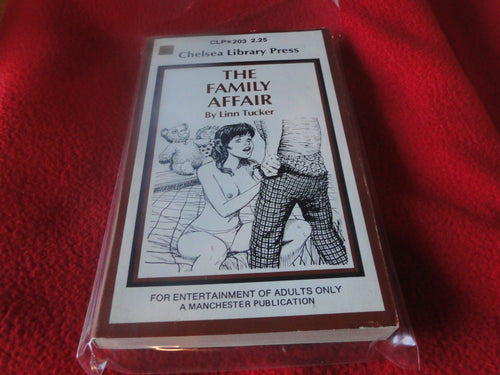 CLP*203 2.25
Chelsea Library Press
THE
FAMILY
AFFAIR
By Linn Tucker
FOR ENTERTAINMENT OF ADULTS ONLY
A MANCHESTER PUBLICATION